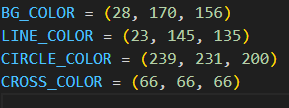 BG_COLOR = (28, 170, 156)
LINE_COLOR = (23, 145, 135)
CIRCLE_COLOR = (239, 231, 200)
CROSS_COLOR = (66, 66, 66)